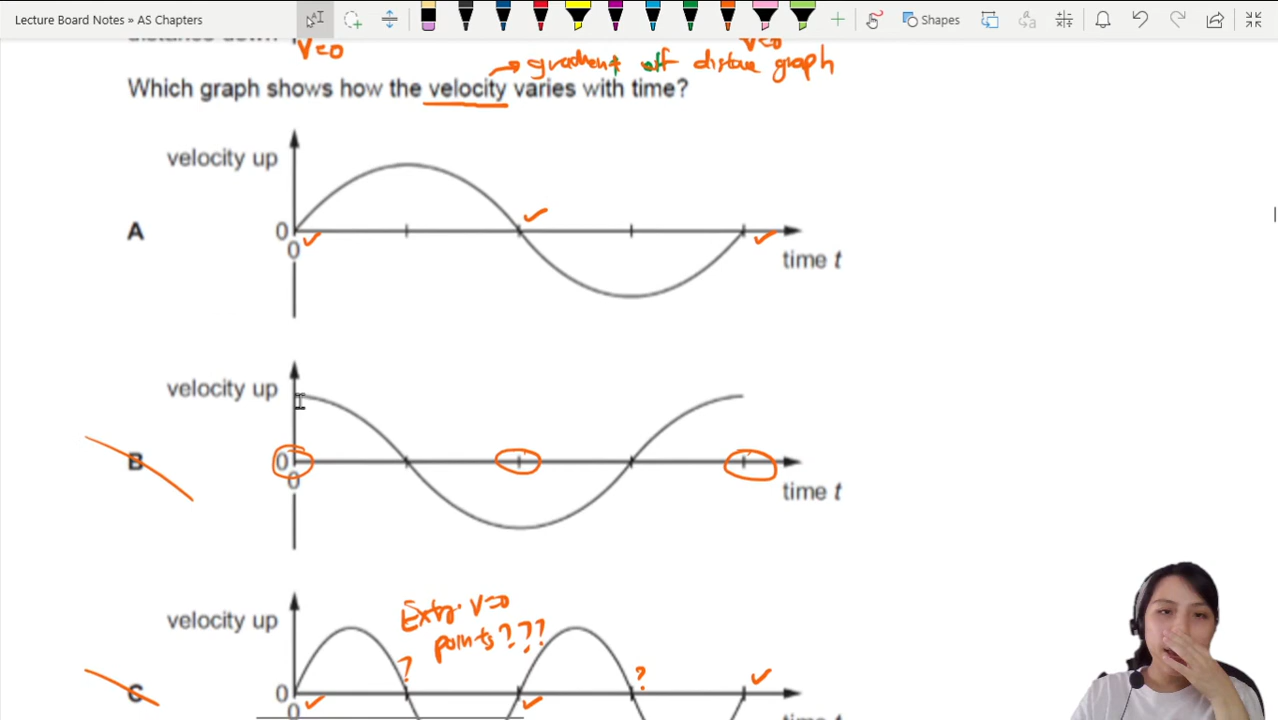 Lecture Board Notes » AS Chapters
Shapes
V=0
V=0
→ gradient of distance graph
Which graph shows how the velocity varies with time?
velocity up
A
0
0
time t
velocity up
B
0
0
time t
Extra V=0
points???
velocity up
?
?
C
0
0